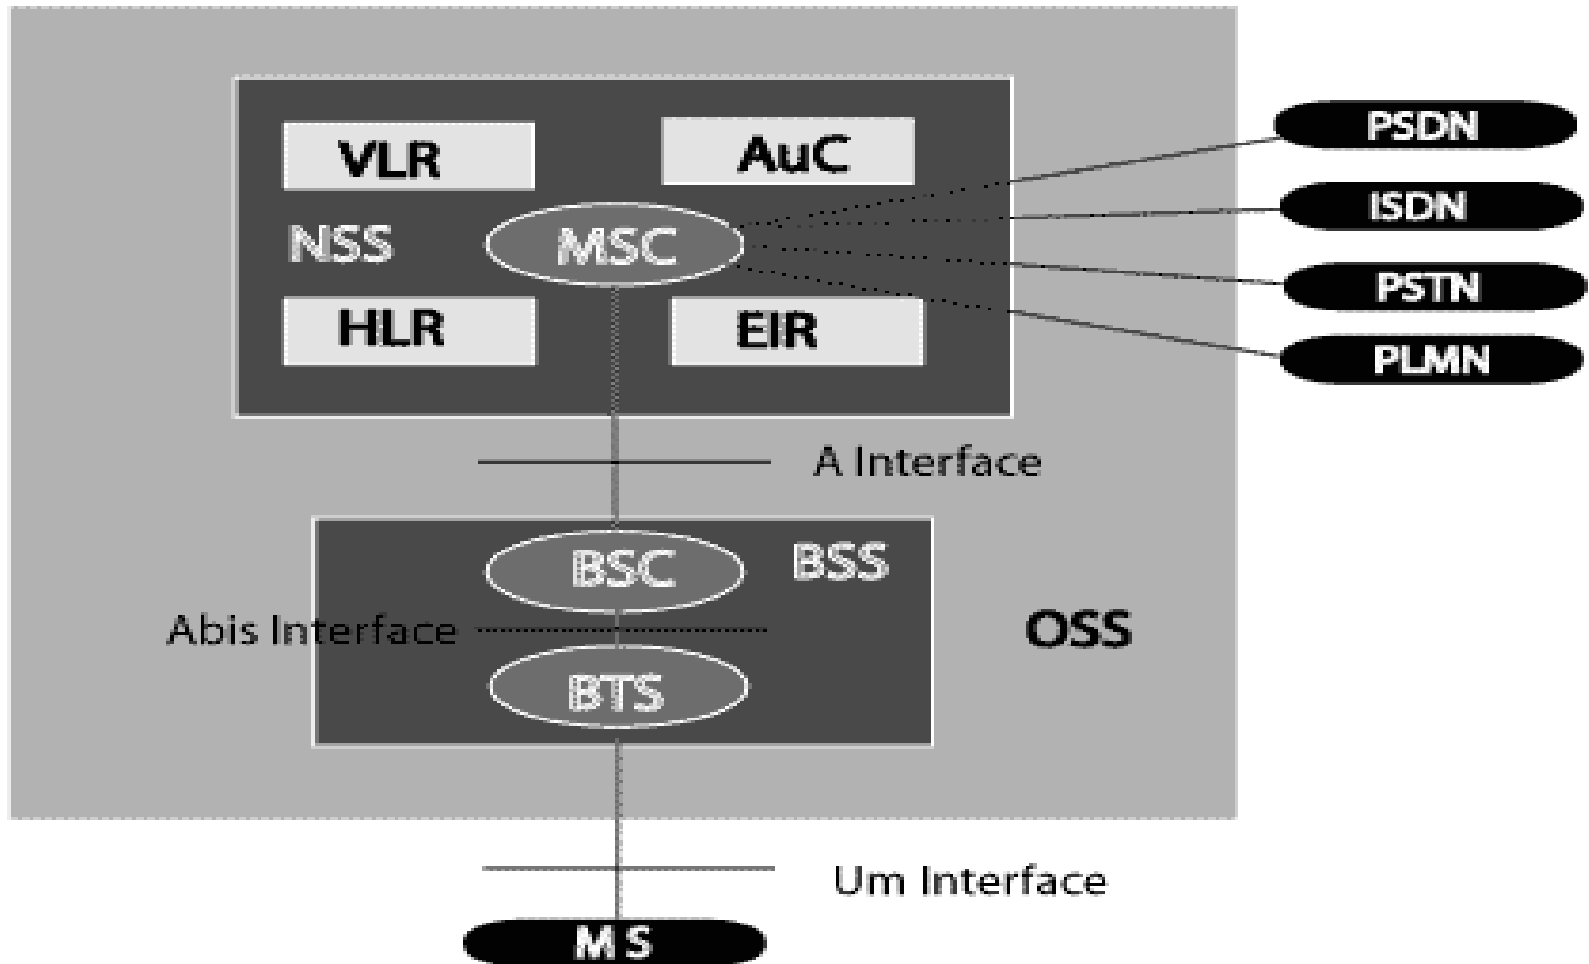 VLR
AuC
NSS
MSC
HLR
EIR
PSDN
ISDN
PSTN
PLMN
A Interface
BSC
BSS
Abis Interface
BTS
OSS
Um Interface
MS